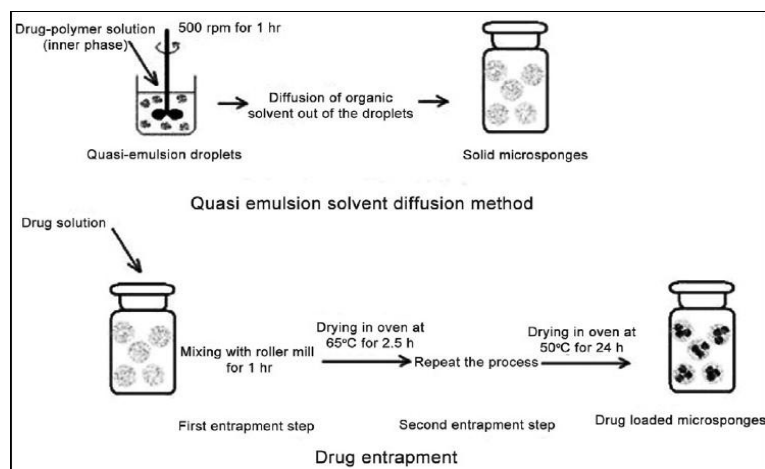 Drug-polymer solution
(inner phase)
500 rpm for 1 hr
Diffusion of organic
solvent out of the droplets
Quasi-emulsion droplets
Solid microsponges
Quasi emulsion solvent diffusion method
Drug solution
Mixing with roller mill
for 1 hr
Drying in oven at
65°C for 2.5 h
Repeat the process
Drying in oven at
50°C for 24 h
First entrapment step
Second entrapment step
Drug loaded microsponges
Drug entrapment